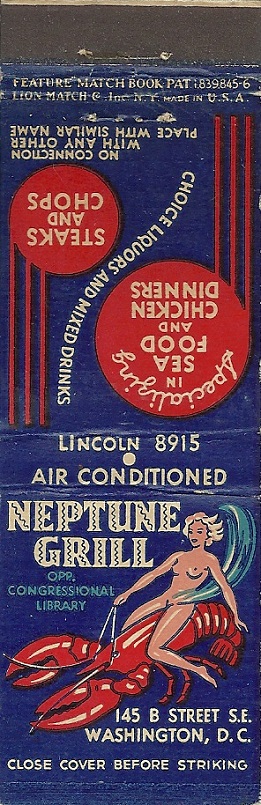 FEATURE MATCH BOOK PAT. 1839845-6
LION MATCH Co. Inc. N.Y. MADE IN U.S.A.
NO CONNECTION
WITH ANY OTHER
PLACE WITH SIMILAR NAME
STEAKS
AND
CHOPS
CHOICE LIQUORS AND MIXED DRINKS
Specializing
IN
SEA
FOOD
AND
CHICKEN
DINNERS
LINCOLN 8915
AIR CONDITIONED
NEPTUNE
GRILL
OPP.
CONGRESSIONAL
LIBRARY
145 B STREET S.E.
WASHINGTON, D.C.
CLOSE COVER BEFORE STRIKING